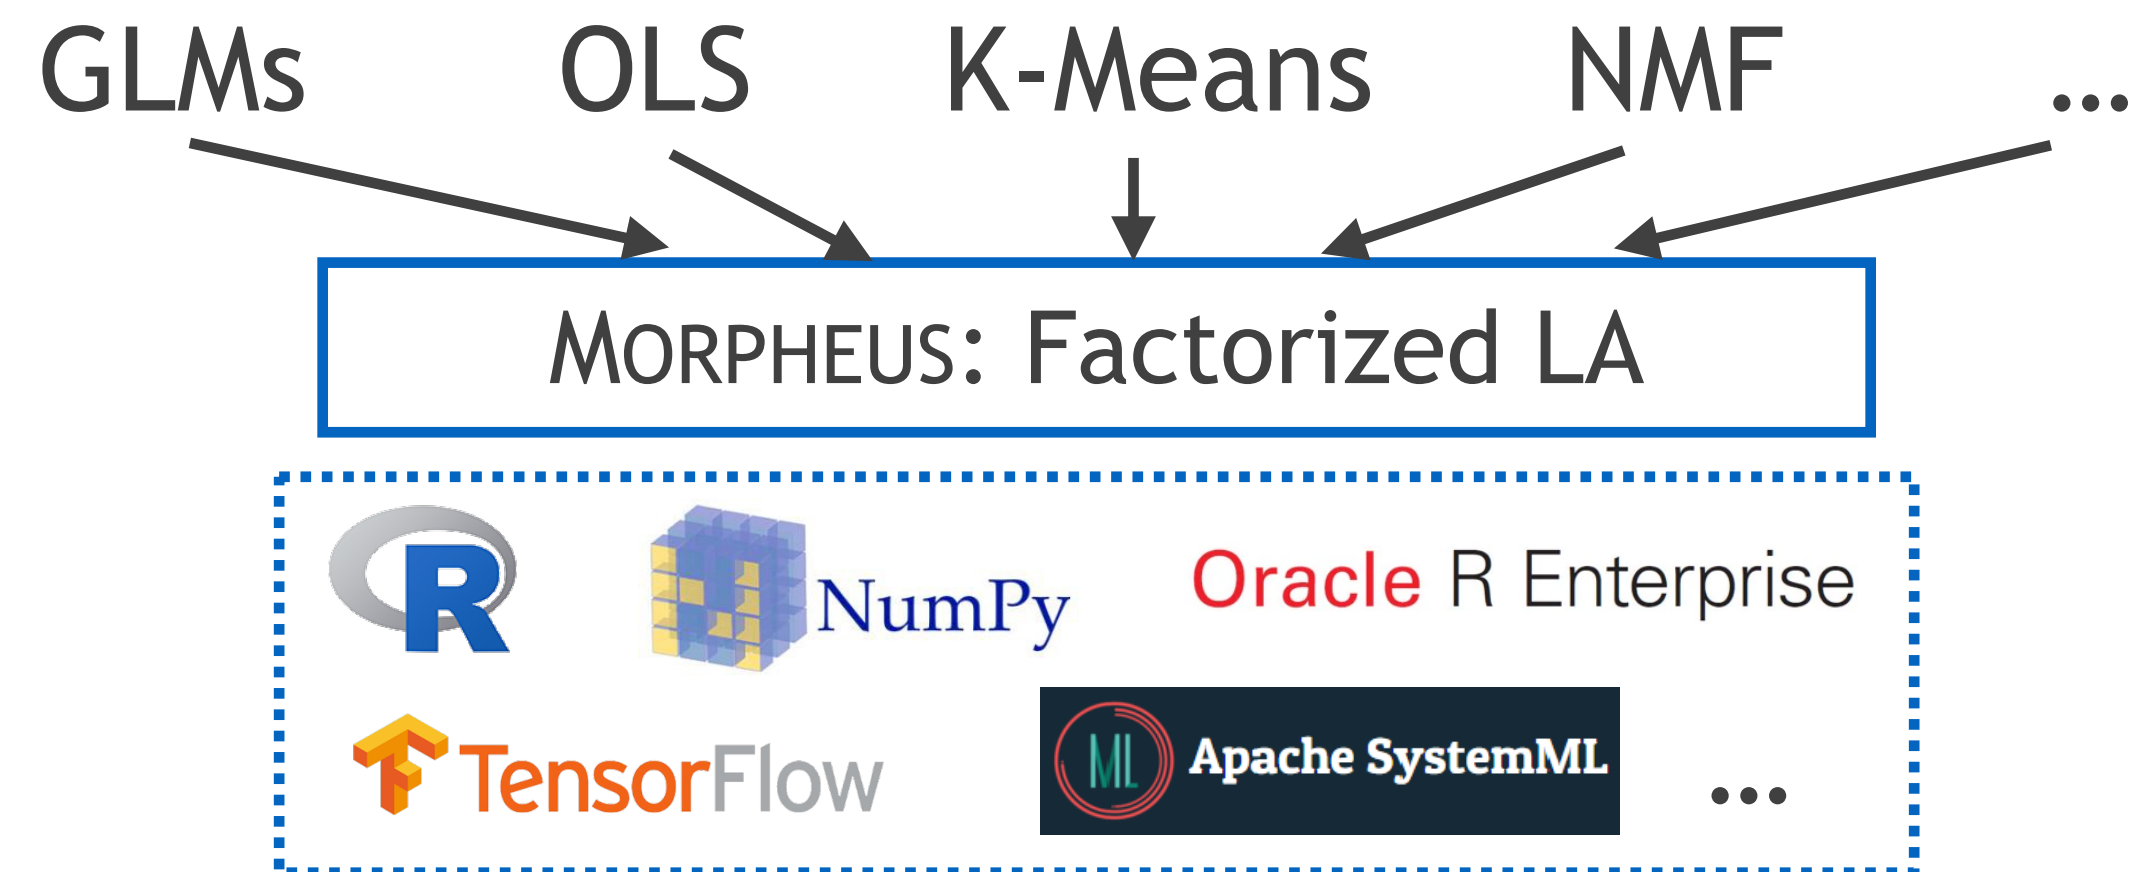 GLMs OLS K-Means NMF ...
MORPHEUS: Factorized LA
R NumPy Oracle R Enterprise
TensorFlow ML Apache SystemML ...